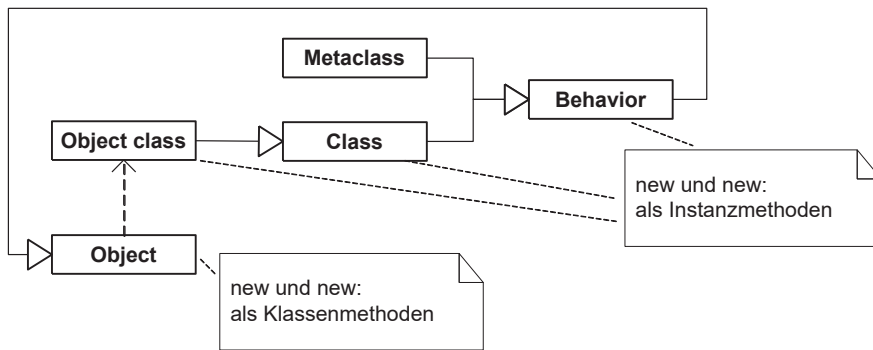 Metaclass
Behavior
Object class
Class
new und new:
als Instanzmethoden
Object
new und new:
als Klassenmethoden